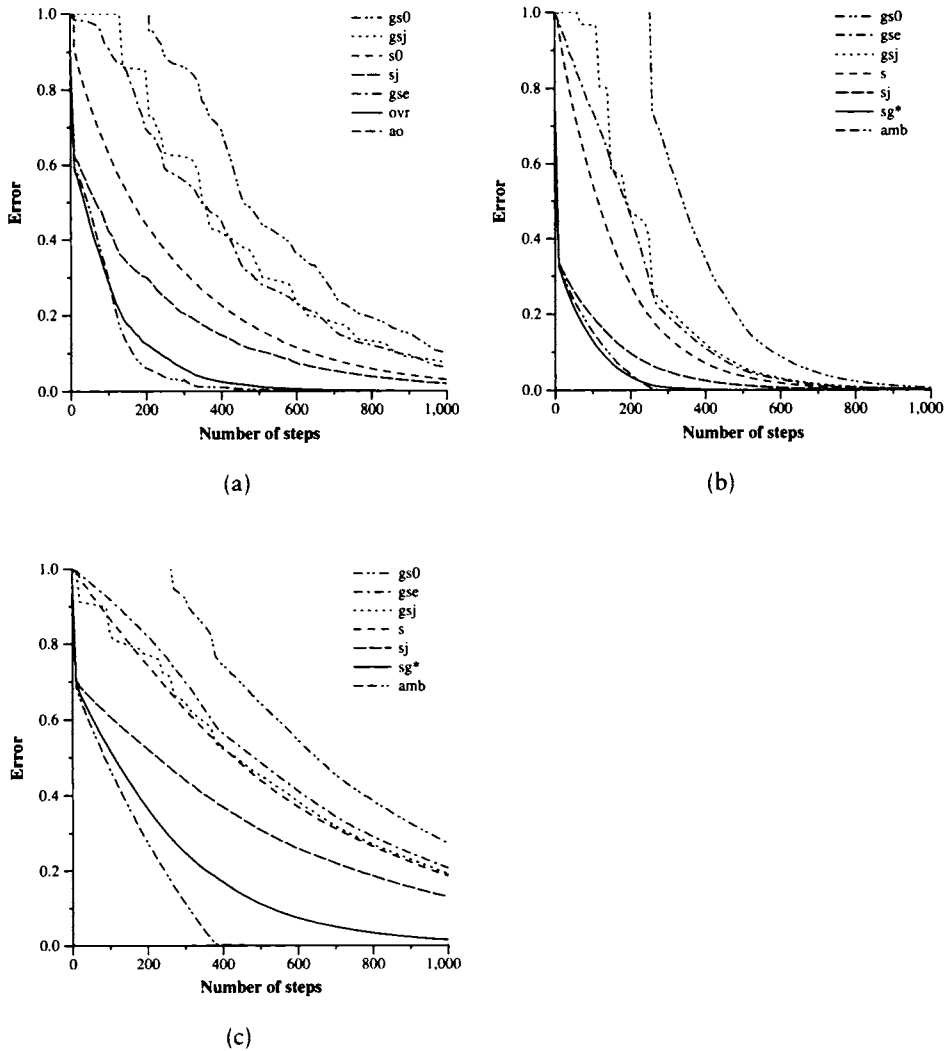 1.0
0.8
0.6
0.4
0.2
0.0
Error
0
200
400
600
800
1,000
Number of steps
gs0
gsj
s0
sj
gse
ovr
ao
(a)
1.0
0.8
0.6
0.4
0.2
0.0
Error
0
200
400
600
800
1,000
Number of steps
gs0
gse
gsj
s
sj
sg*
amb
(b)
1.0
0.8
0.6
0.4
0.2
0.0
Error
0
200
400
600
800
1,000
Number of steps
gs0
gse
gsj
s
sj
sg*
amb
(c)